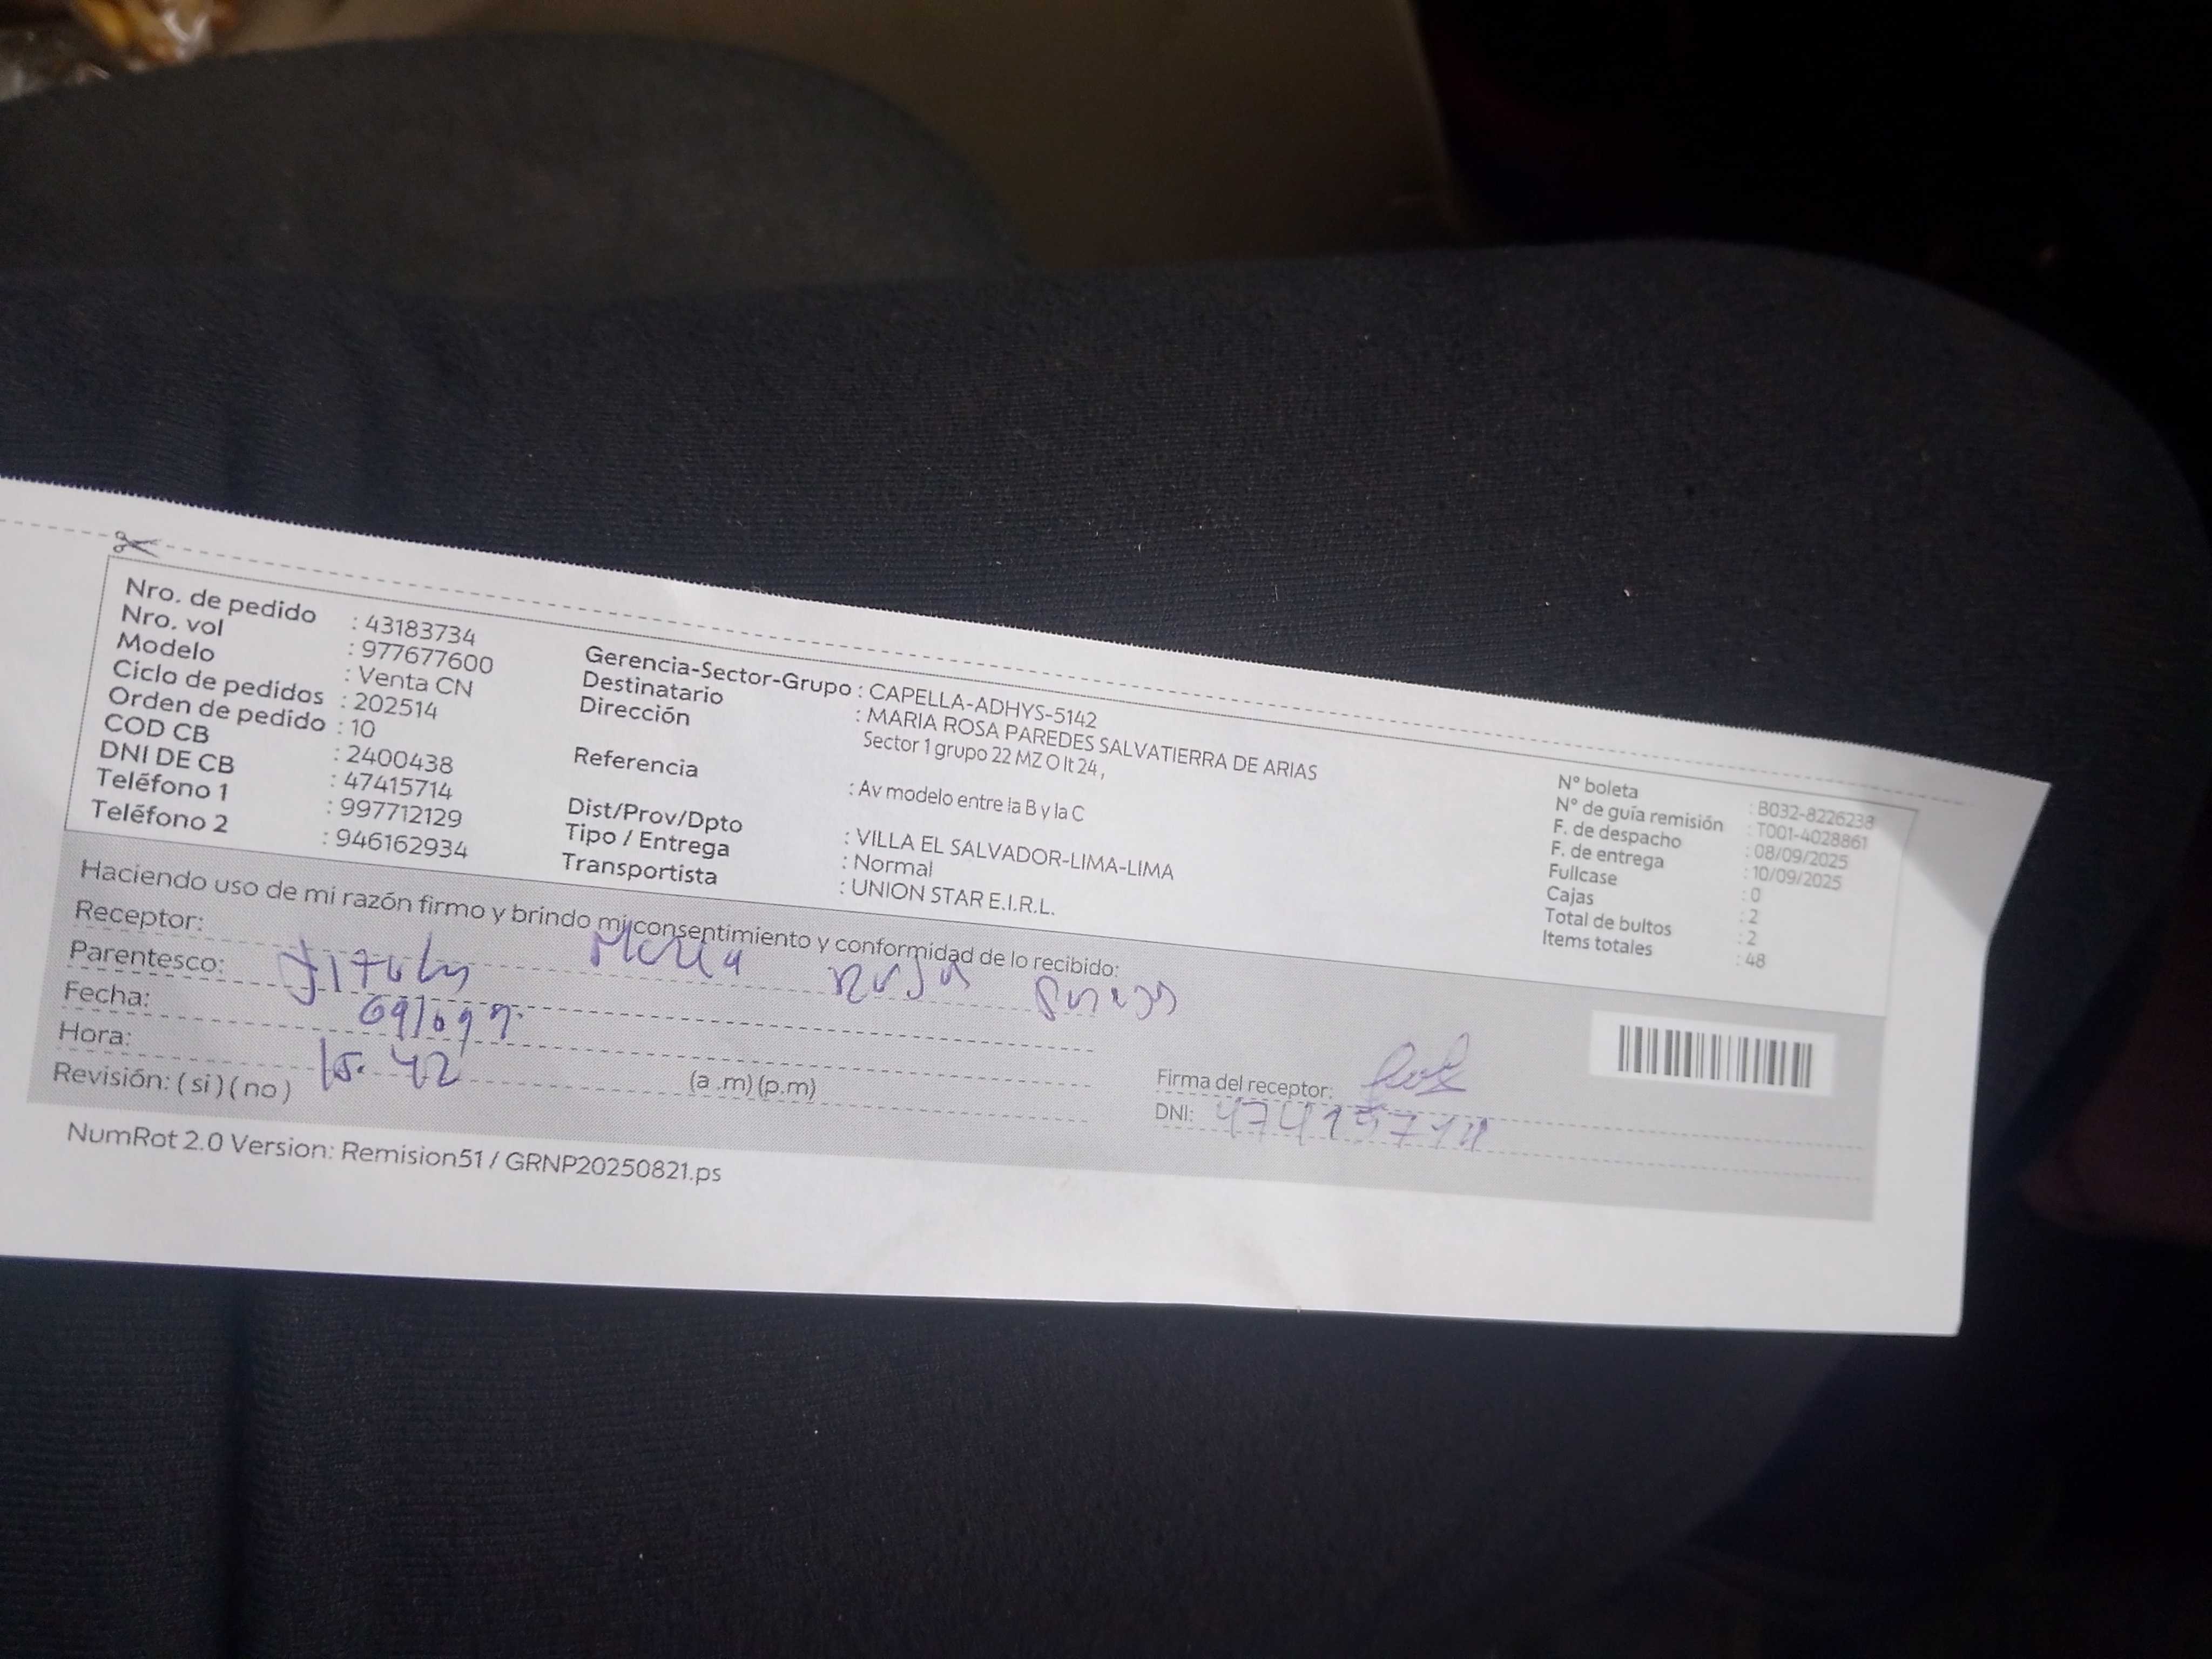 Nro. de pedido : 43183734
Nro. vol : 977677600
Modelo : Venta CN
Ciclo de pedidos : 202514
Orden de pedido : 10
COD CB : 2400438
DNI DE CB : 47415714
Teléfono 1 : 997712129
Teléfono 2 : 946162934
Gerencia-Sector-Grupo : CAPELLA-ADHYS-5142
Destinatario : MARIA ROSA PAREDES SALVATIERRA DE ARIAS
Dirección Sector 1 grupo 22 MZ O lt 24 ,
Referencia : Av modelo entre la B y la C
Dist/Prov/Dpto : VILLA EL SALVADOR-LIMA-LIMA
Tipo / Entrega : Normal
Transportista : UNION STAR E.I.R.L.
N° boleta : B032-8226238
N° de guía remisión : T001-4028861
F. de despacho : 08/09/2025
F. de entrega : 10/09/2025
Fullcase : 0
Cajas : 2
Total de bultos : 2
Items totales : 48
Haciendo uso de mi razón firmo y brindo mi consentimiento y conformidad de lo recibido:
Receptor: Maria Rosa
Parentesco:
Fecha:
Hora: 15.42 (a .m) (p.m)
Revisión: ( si ) ( no )
Firma del receptor:
DNI: 47415714
NumRot 2.0 Version: Remision51 / GRNP20250821.ps